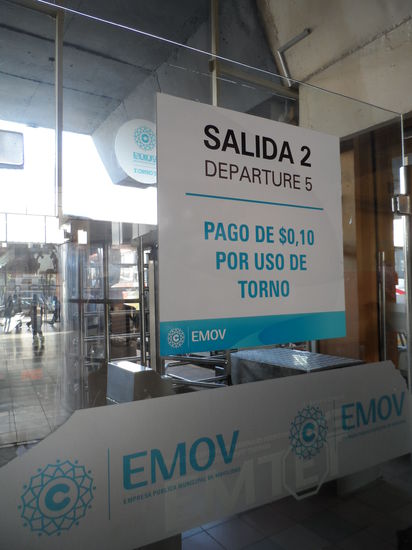 SALIDA 2
DEPARTURE 5
PAGO DE $0,10
POR USO DE
TORNO
EMOV
EMOV
EMPRESA PÚBLICA MUNICIPAL DE MOVILIDAD
EMOV